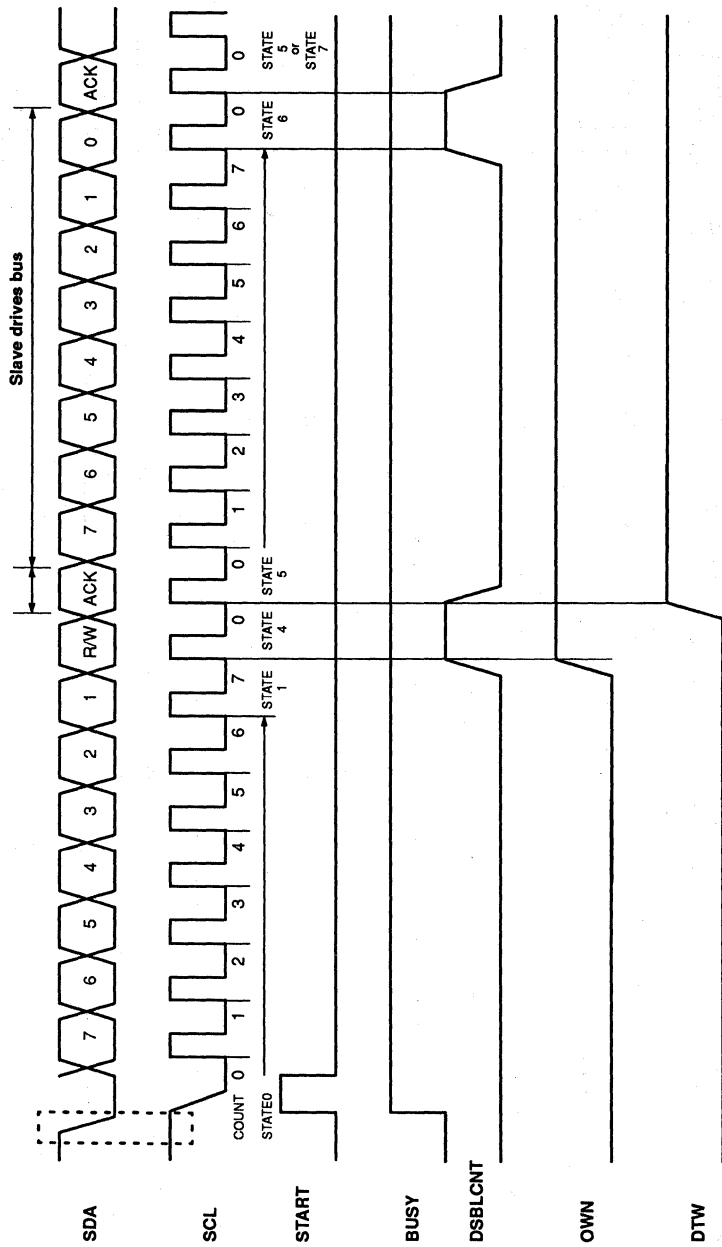 Slave drives bus
SDA 7 6 5 4 3 2 1 R/W ACK 7 6 5 4 3 2 1 0 ACK
SCL
COUNT 0 1 2 3 4 5 6 7 0 0 1 2 3 4 5 6 7 0 0
STATE0 STATE 1 STATE 4 STATE 5 STATE 6 STATE 5 or STATE 7
START
BUSY
DSBLCNT
OWN
DTW